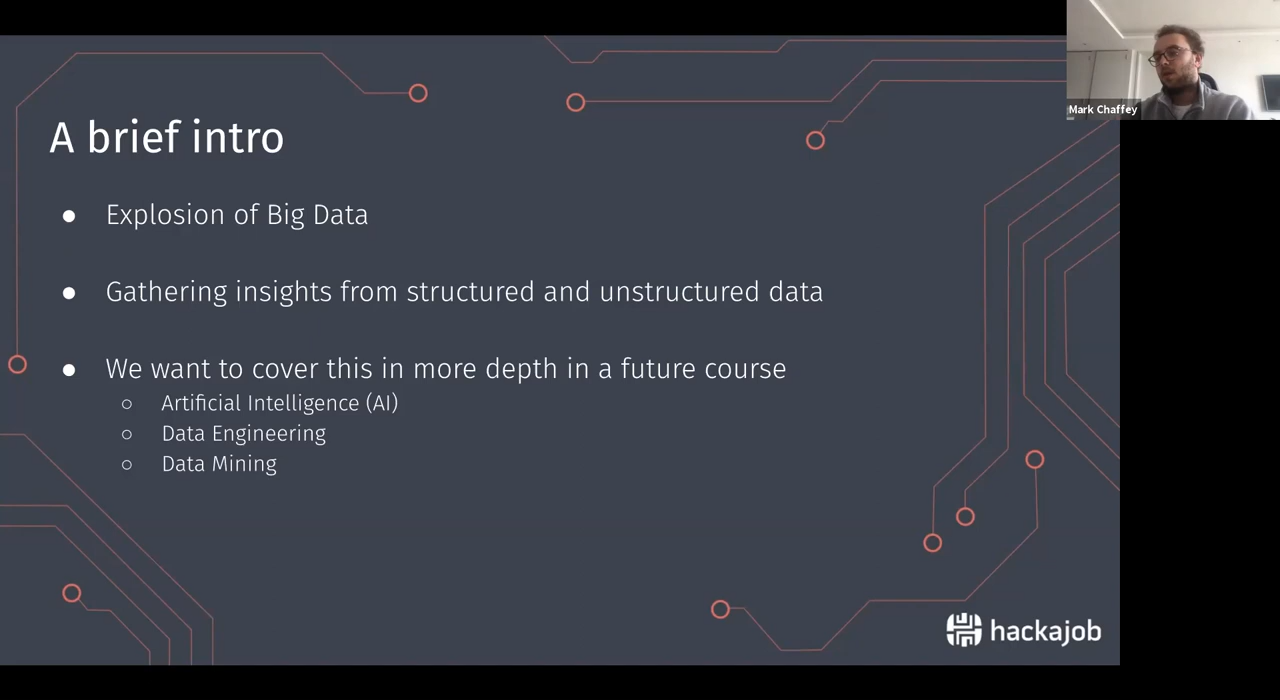 A brief intro
● Explosion of Big Data
● Gathering insights from structured and unstructured data
● We want to cover this in more depth in a future course
○ Artificial Intelligence (AI)
○ Data Engineering
○ Data Mining
hackajob
Mark Chaffey